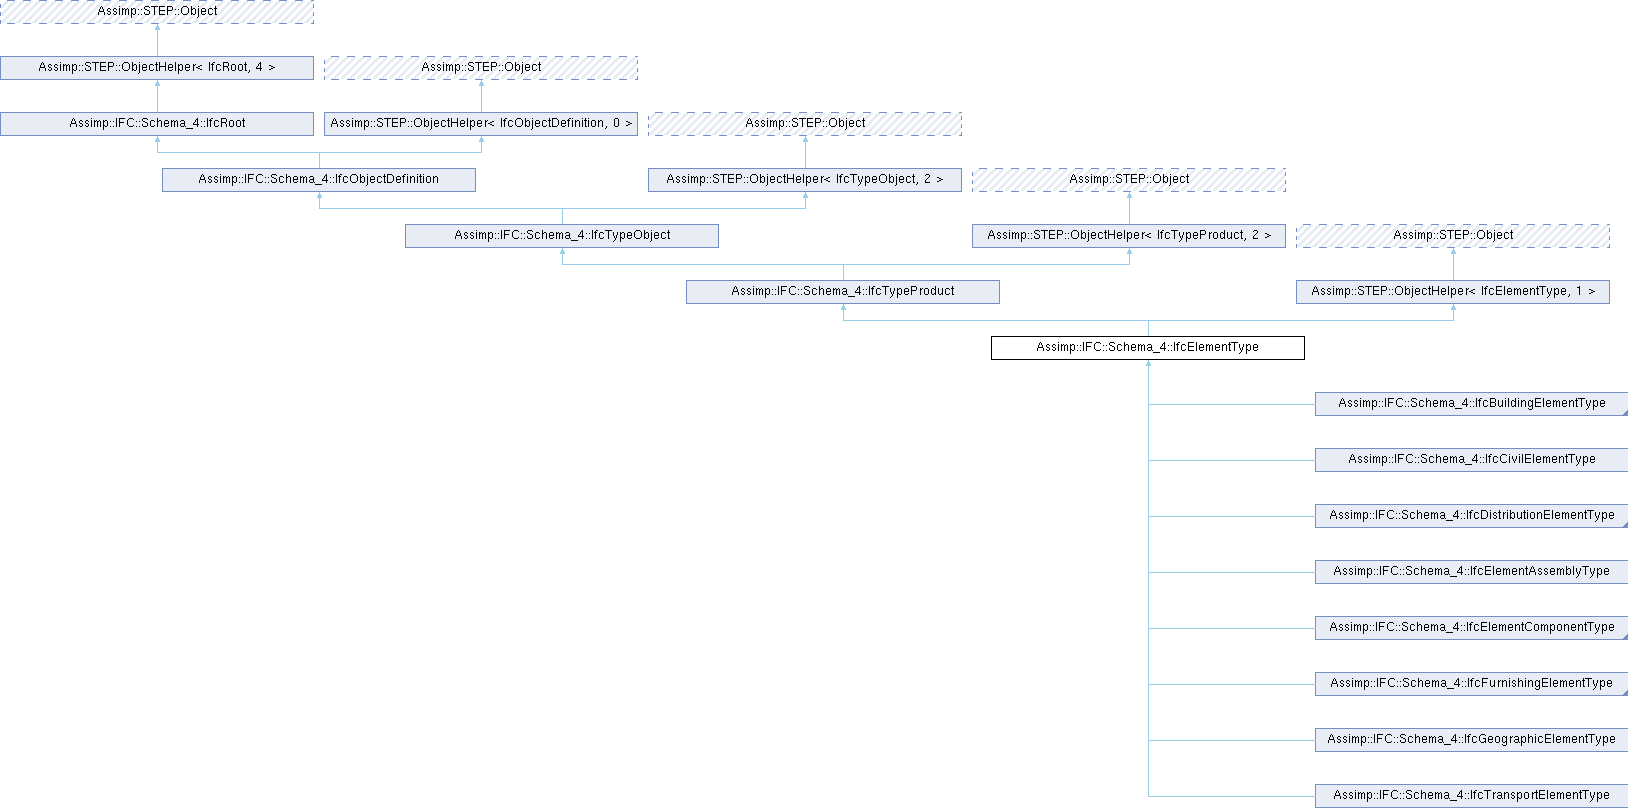 Assimp::STEP::Object
Assimp::STEP::ObjectHelper< IfcRoot, 4 >
Assimp::STEP::Object
Assimp::IFC::Schema_4::IfcRoot
Assimp::STEP::ObjectHelper< IfcObjectDefinition, 0 >
Assimp::STEP::Object
Assimp::IFC::Schema_4::IfcObjectDefinition
Assimp::STEP::ObjectHelper< IfcTypeObject, 2 >
Assimp::STEP::Object
Assimp::IFC::Schema_4::IfcTypeObject
Assimp::STEP::ObjectHelper< IfcTypeProduct, 2 >
Assimp::STEP::Object
Assimp::IFC::Schema_4::IfcTypeProduct
Assimp::STEP::ObjectHelper< IfcElementType, 1 >
Assimp::IFC::Schema_4::IfcElementType
Assimp::IFC::Schema_4::IfcBuildingElementType
Assimp::IFC::Schema_4::IfcCivilElementType
Assimp::IFC::Schema_4::IfcDistributionElementType
Assimp::IFC::Schema_4::IfcElementAssemblyType
Assimp::IFC::Schema_4::IfcElementComponentType
Assimp::IFC::Schema_4::IfcFurnishingElementType
Assimp::IFC::Schema_4::IfcGeographicElementType
Assimp::IFC::Schema_4::IfcTransportElementType